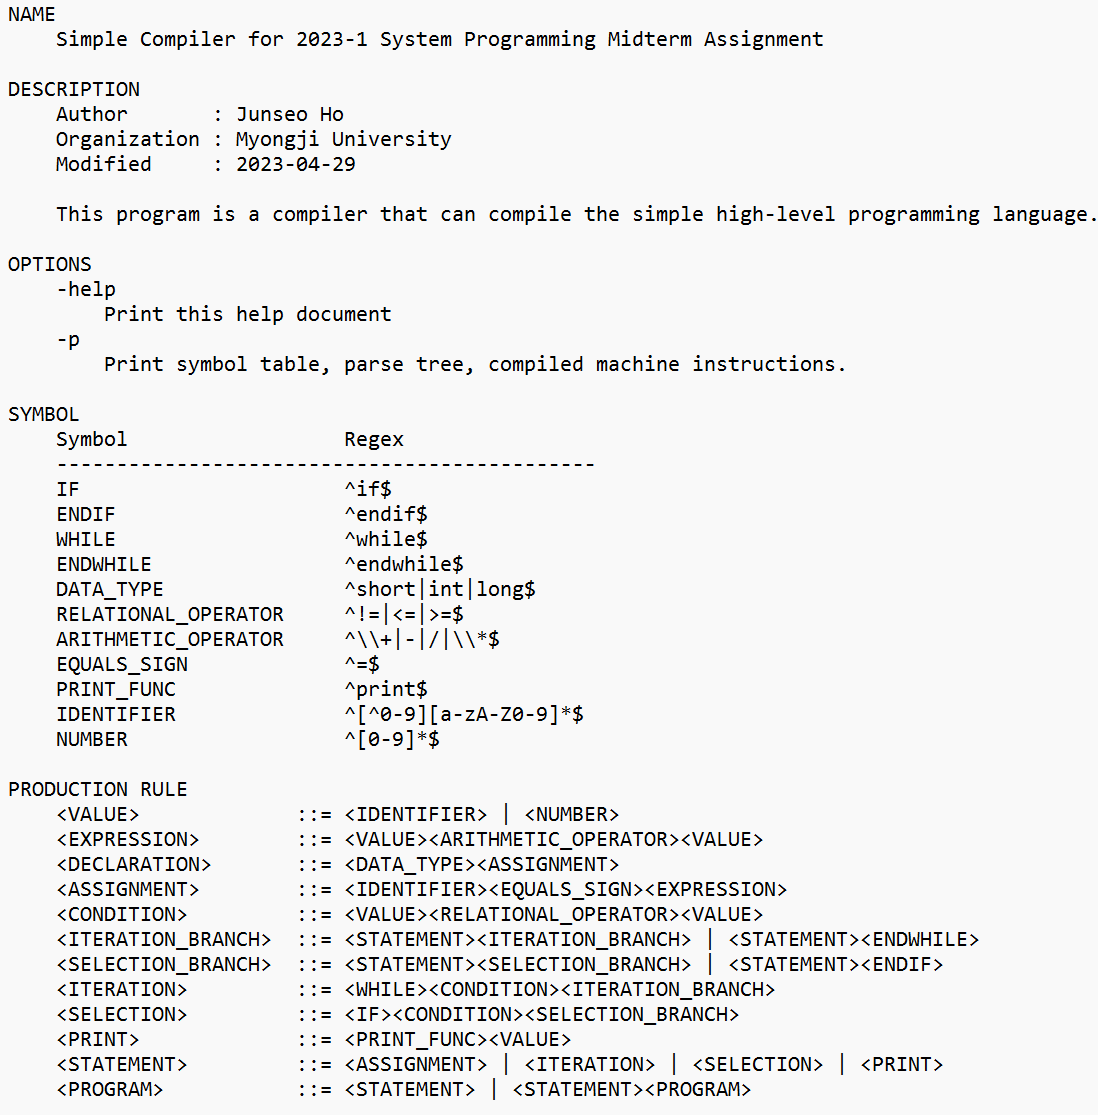 NAME
    Simple Compiler for 2023-1 System Programming Midterm Assignment

DESCRIPTION
    Author       : Junseo Ho
    Organization : Myongji University
    Modified     : 2023-04-29

    This program is a compiler that can compile the simple high-level programming language.

OPTIONS
    -help
        Print this help document
    -p
        Print symbol table, parse tree, compiled machine instructions.

SYMBOL
    Symbol                  Regex
    ---------------------------------------------
    IF                      ^if$
    ENDIF                   ^endif$
    WHILE                   ^while$
    ENDWHILE                ^endwhile$
    DATA_TYPE               ^short|int|long$
    RELATIONAL_OPERATOR     ^!=|<=|>=$
    ARITHMETIC_OPERATOR     ^\\+|-|/|\\*$
    EQUALS_SIGN             ^=$
    PRINT_FUNC              ^print$
    IDENTIFIER              ^[^0-9][a-zA-Z0-9]*$
    NUMBER                  ^[0-9]*$

PRODUCTION RULE
    <VALUE>             ::= <IDENTIFIER> | <NUMBER>
    <EXPRESSION>        ::= <VALUE><ARITHMETIC_OPERATOR><VALUE>
    <DECLARATION>       ::= <DATA_TYPE><ASSIGNMENT>
    <ASSIGNMENT>        ::= <IDENTIFIER><EQUALS_SIGN><EXPRESSION>
    <CONDITION>         ::= <VALUE><RELATIONAL_OPERATOR><VALUE>
    <ITERATION_BRANCH>  ::= <STATEMENT><ITERATION_BRANCH> | <STATEMENT><ENDWHILE>
    <SELECTION_BRANCH>  ::= <STATEMENT><SELECTION_BRANCH> | <STATEMENT><ENDIF>
    <ITERATION>         ::= <WHILE><CONDITION><ITERATION_BRANCH>
    <SELECTION>         ::= <IF><CONDITION><SELECTION_BRANCH>
    <PRINT>             ::= <PRINT_FUNC><VALUE>
    <STATEMENT>         ::= <ASSIGNMENT> | <ITERATION> | <SELECTION> | <PRINT>
    <PROGRAM>           ::= <STATEMENT> | <STATEMENT><PROGRAM>